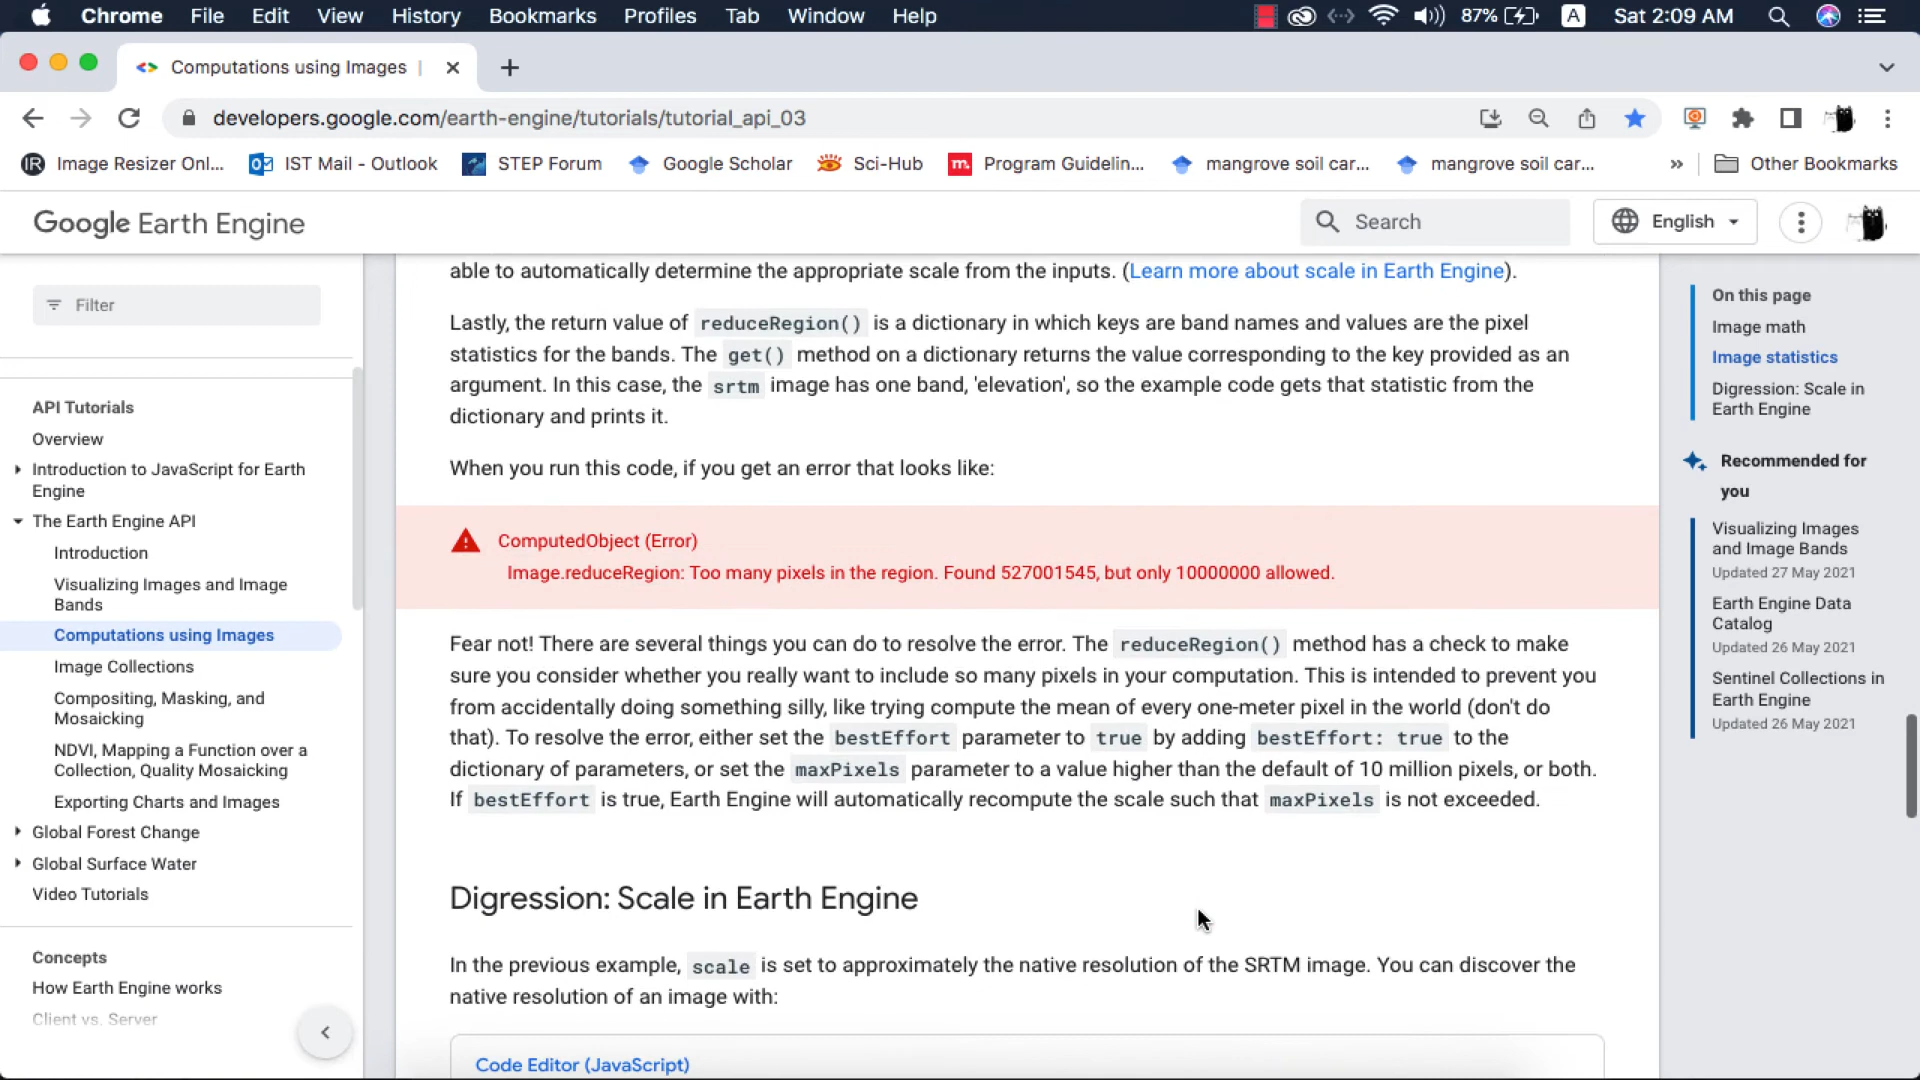 Chrome File Edit View History Bookmarks Profiles Tab Window Help 87% A Sat 2:09 AM
Computations using Images |
developers.google.com/earth-engine/tutorials/tutorial_api_03
IR Image Resizer Onl... IST Mail - Outlook STEP Forum Google Scholar Sci-Hub m. Program Guidelin... mangrove soil car... mangrove soil car... » Other Bookmarks
Google Earth Engine Search English
Filter
API Tutorials
Overview
Introduction to JavaScript for Earth
Engine
The Earth Engine API
Introduction
Visualizing Images and Image
Bands
Computations using Images
Image Collections
Compositing, Masking, and
Mosaicking
NDVI, Mapping a Function over a
Collection, Quality Mosaicking
Exporting Charts and Images
Global Forest Change
Global Surface Water
Video Tutorials
Concepts
How Earth Engine works
Client vs. Server
able to automatically determine the appropriate scale from the inputs. (Learn more about scale in Earth Engine).
Lastly, the return value of reduceRegion() is a dictionary in which keys are band names and values are the pixel
statistics for the bands. The get() method on a dictionary returns the value corresponding to the key provided as an
argument. In this case, the srtm image has one band, 'elevation', so the example code gets that statistic from the
dictionary and prints it.
When you run this code, if you get an error that looks like:
ComputedObject (Error)
Image.reduceRegion: Too many pixels in the region. Found 527001545, but only 10000000 allowed.
Fear not! There are several things you can do to resolve the error. The reduceRegion() method has a check to make
sure you consider whether you really want to include so many pixels in your computation. This is intended to prevent you
from accidentally doing something silly, like trying compute the mean of every one-meter pixel in the world (don't do
that). To resolve the error, either set the bestEffort parameter to true by adding bestEffort: true to the
dictionary of parameters, or set the maxPixels parameter to a value higher than the default of 10 million pixels, or both.
If bestEffort is true, Earth Engine will automatically recompute the scale such that maxPixels is not exceeded.
Digression: Scale in Earth Engine
In the previous example, scale is set to approximately the native resolution of the SRTM image. You can discover the
native resolution of an image with:
Code Editor (JavaScript)
On this page
Image math
Image statistics
Digression: Scale in
Earth Engine
Recommended for
you
Visualizing Images
and Image Bands
Updated 27 May 2021
Earth Engine Data
Catalog
Updated 26 May 2021
Sentinel Collections in
Earth Engine
Updated 26 May 2021